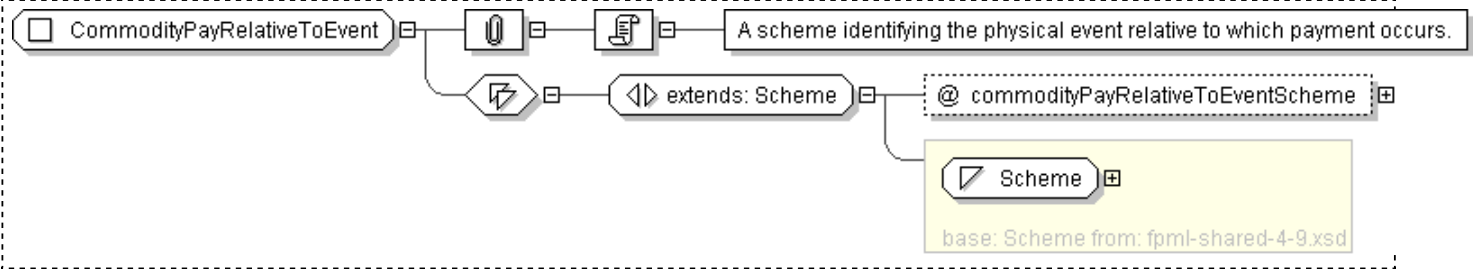 CommodityPayRelativeToEvent
A scheme identifying the physical event relative to which payment occurs.
extends: Scheme
@ commodityPayRelativeToEventScheme
Scheme
base: Scheme from: fpml-shared-4-9.xsd